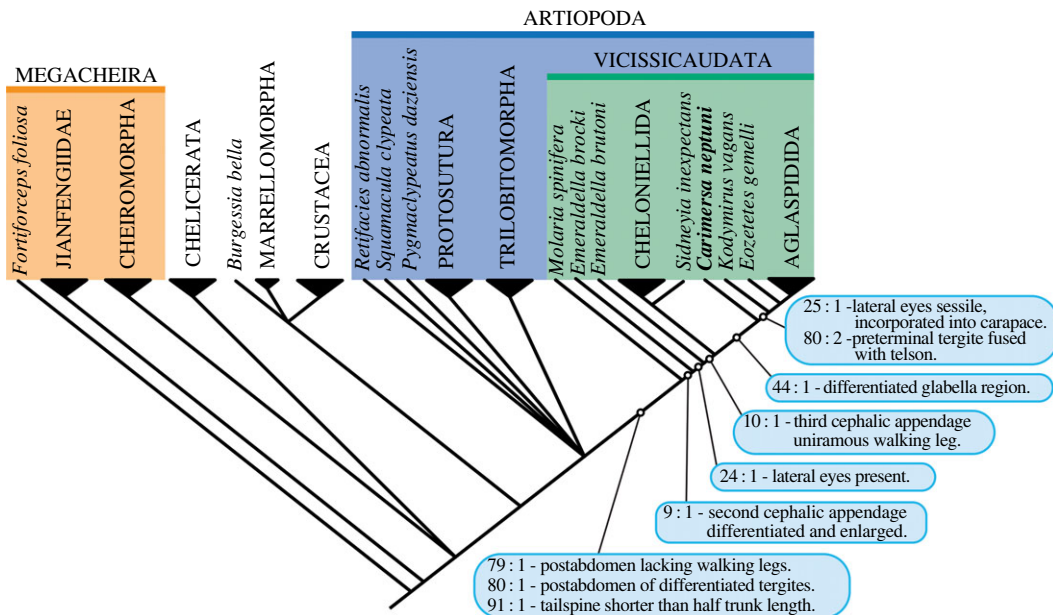 ARTIOPODA
VICISSICAUDATA
MEGACHEIRA
Fortiforceps foliosa
JIANFENGIIDAE
CHEIROMORPHA
CHELICERATA
Burgessia bella
MARRELLOMORPHA
CRUSTACEA
Retifacies abnormalis
Squamacula clypeata
Pygmaclypeatus daziensis
PROTOSUTURA
TRILOBITOMORPHA
Molaria spinifera
Emeraldella brocki
Emeraldella brutoni
CHELONIELLIDA
Sidneyia inexpectans
Carimersa neptuni
Kodymirus vagans
Eozetetes gemelli
AGLASPIDIDA
25 : 1 -lateral eyes sessile,
incorporated into carapace.
80 : 2 -preterminal tergite fused
with telson.
44 : 1 - differentiated glabella region.
10 : 1 - third cephalic appendage
uniramous walking leg.
24 : 1 - lateral eyes present.
9 : 1 - second cephalic appendage
differentiated and enlarged.
79 : 1 - postabdomen lacking walking legs.
80 : 1 - postabdomen of differentiated tergites.
91 : 1 - tailspine shorter than half trunk length.